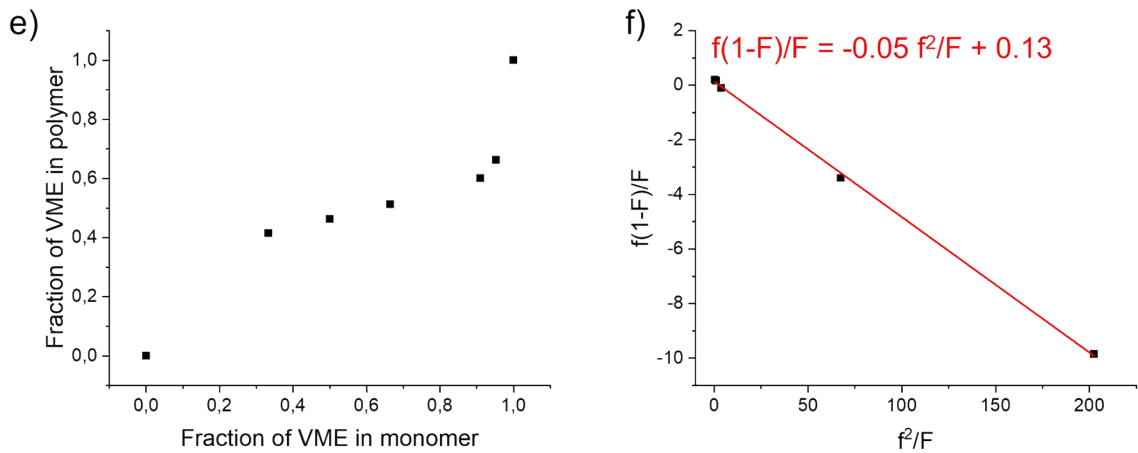 e)
Fraction of VME in polymer
1,0
0,8
0,6
0,4
0,2
0,0
0,0 0,2 0,4 0,6 0,8 1,0
Fraction of VME in monomer
f)
f(1-F)/F = -0.05 f²/F + 0.13
f(1-F)/F
2
0
-2
-4
-6
-8
-10
0 50 100 150 200
f²/F